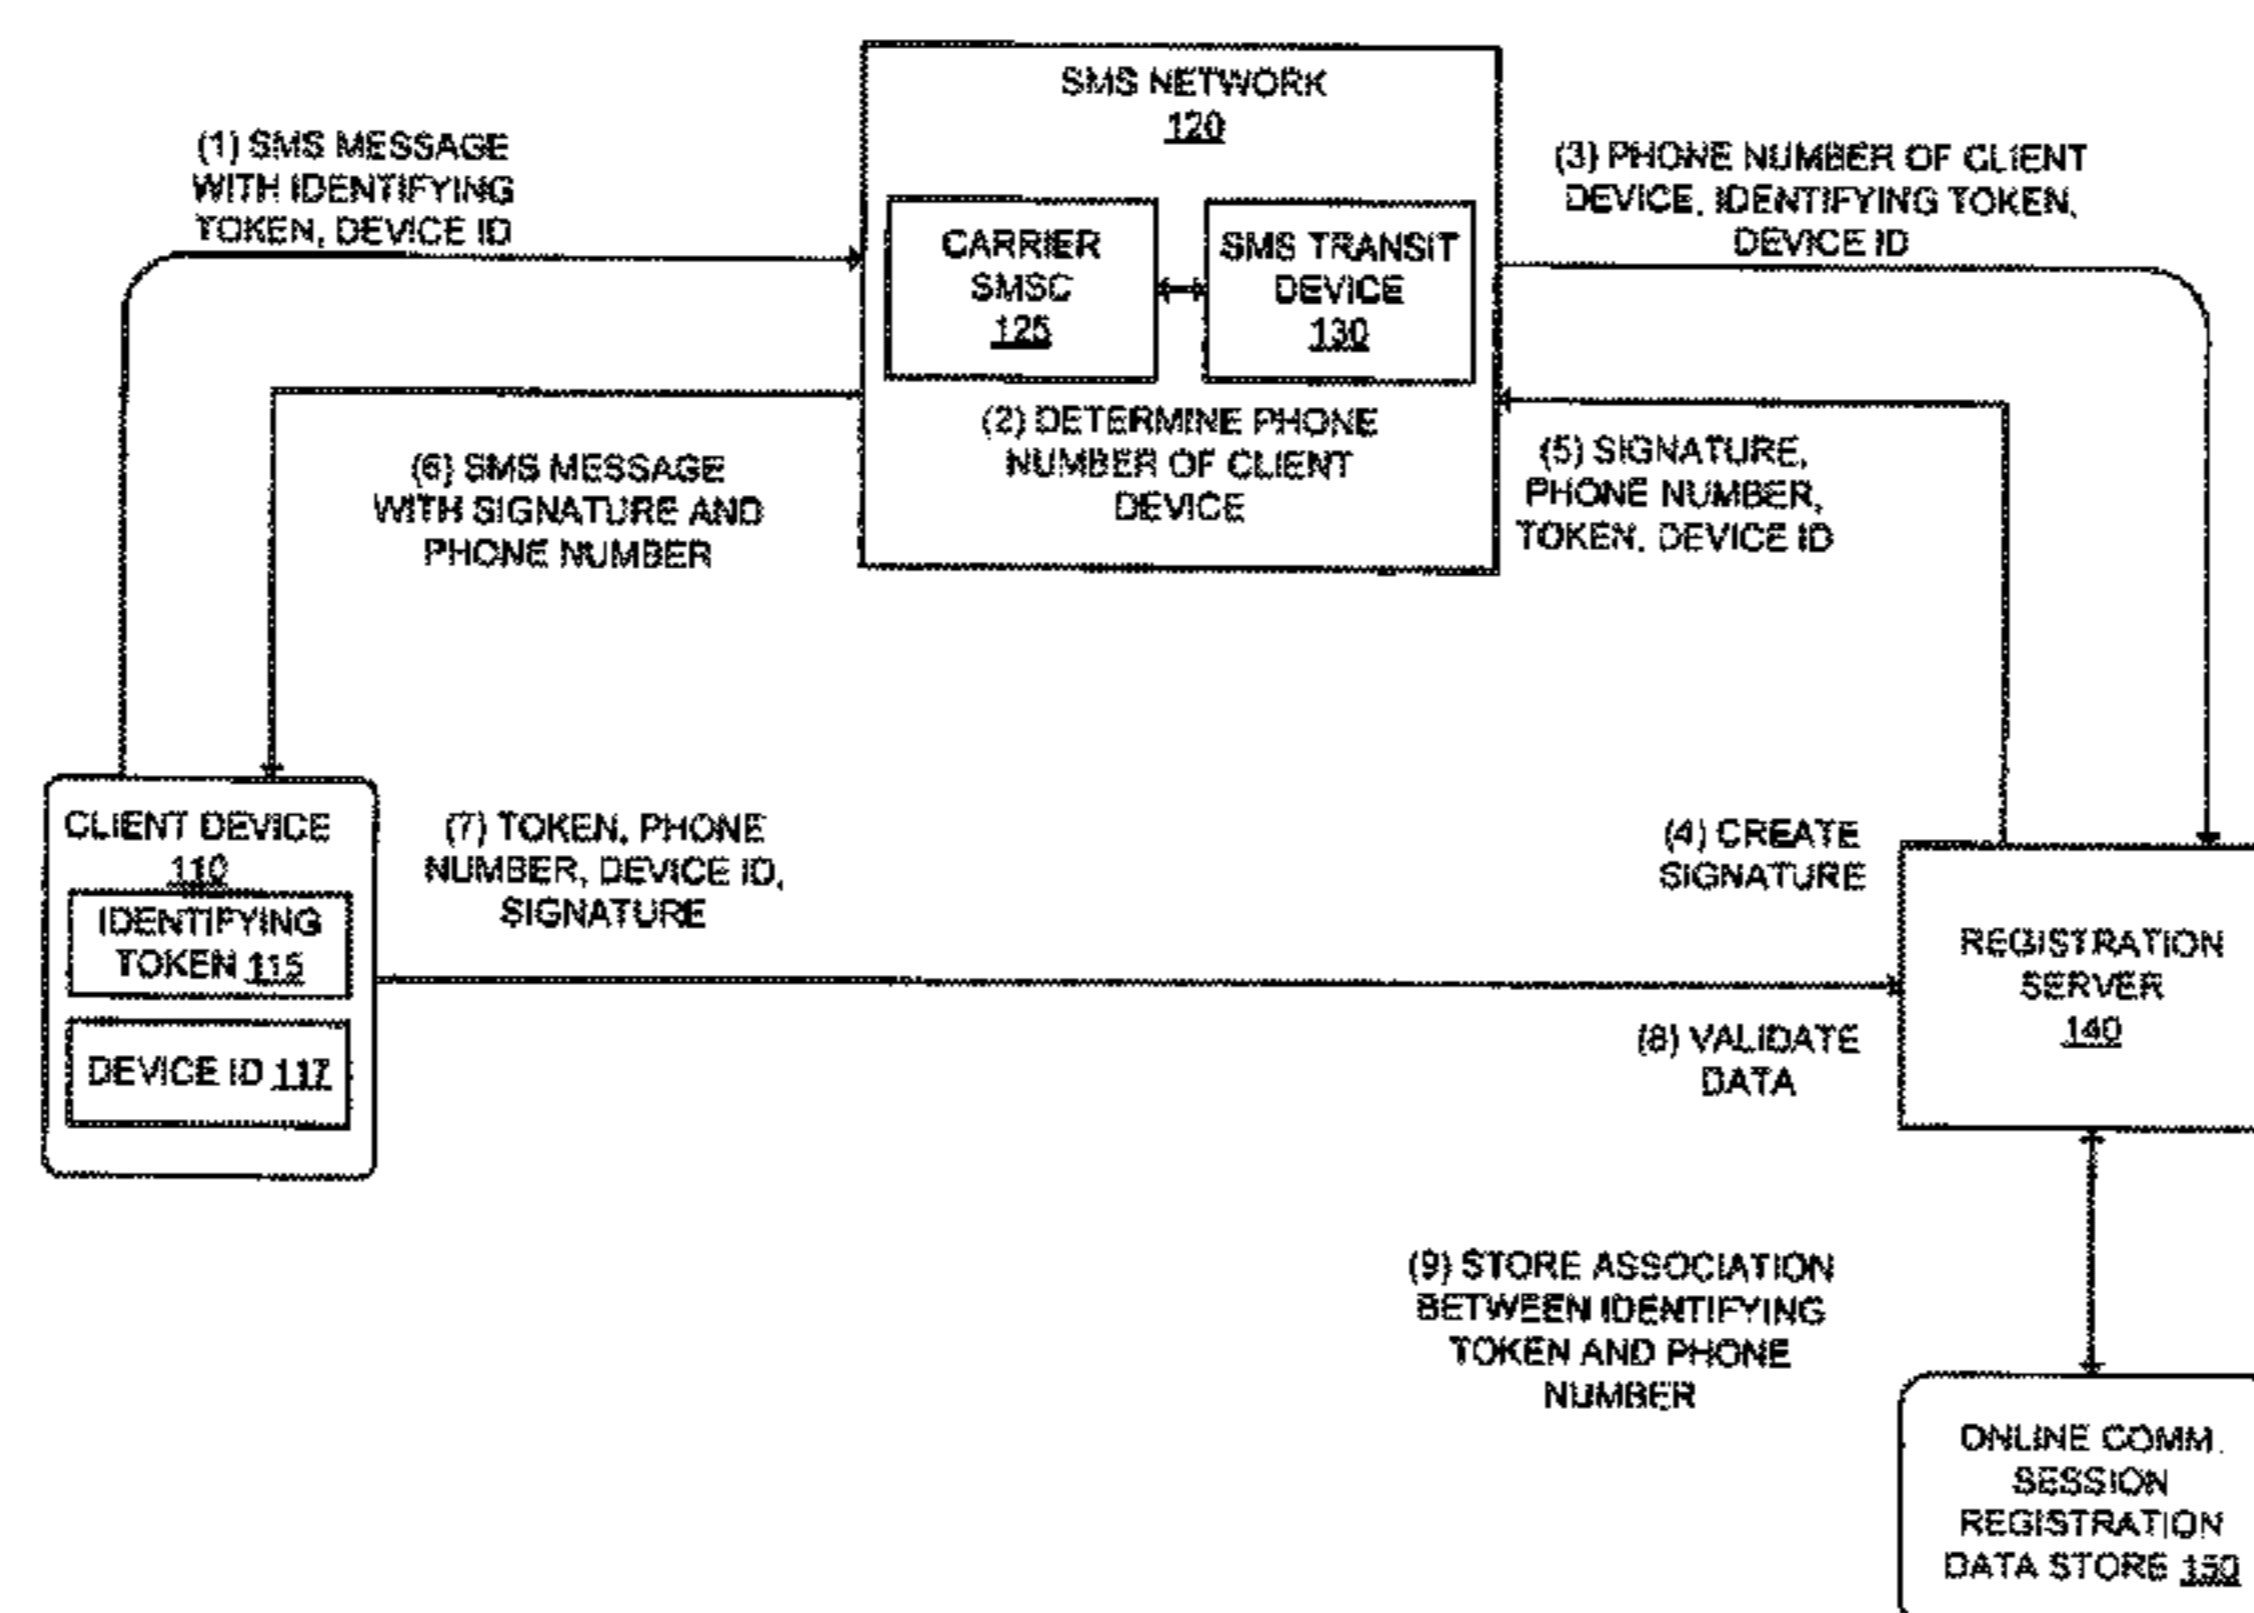 SMS NETWORK
120
(1) SMS MESSAGE
WITH IDENTIFYING
TOKEN, DEVICE ID
CARRIER
SMSC
125
SMS TRANSIT
DEVICE
130
(3) PHONE NUMBER OF CLIENT
DEVICE, IDENTIFYING TOKEN,
DEVICE ID
(2) DETERMINE PHONE
NUMBER OF CLIENT
DEVICE
(6) SMS MESSAGE
WITH SIGNATURE AND
PHONE NUMBER
(5) SIGNATURE,
PHONE NUMBER,
TOKEN, DEVICE ID
CLIENT DEVICE
110
IDENTIFYING
TOKEN 115
DEVICE ID 117
(7) TOKEN, PHONE
NUMBER, DEVICE ID,
SIGNATURE
(4) CREATE
SIGNATURE
REGISTRATION
SERVER
140
(8) VALIDATE
DATA
(9) STORE ASSOCIATION
BETWEEN IDENTIFYING
TOKEN AND PHONE
NUMBER
ONLINE COMM.
SESSION
REGISTRATION
DATA STORE 150